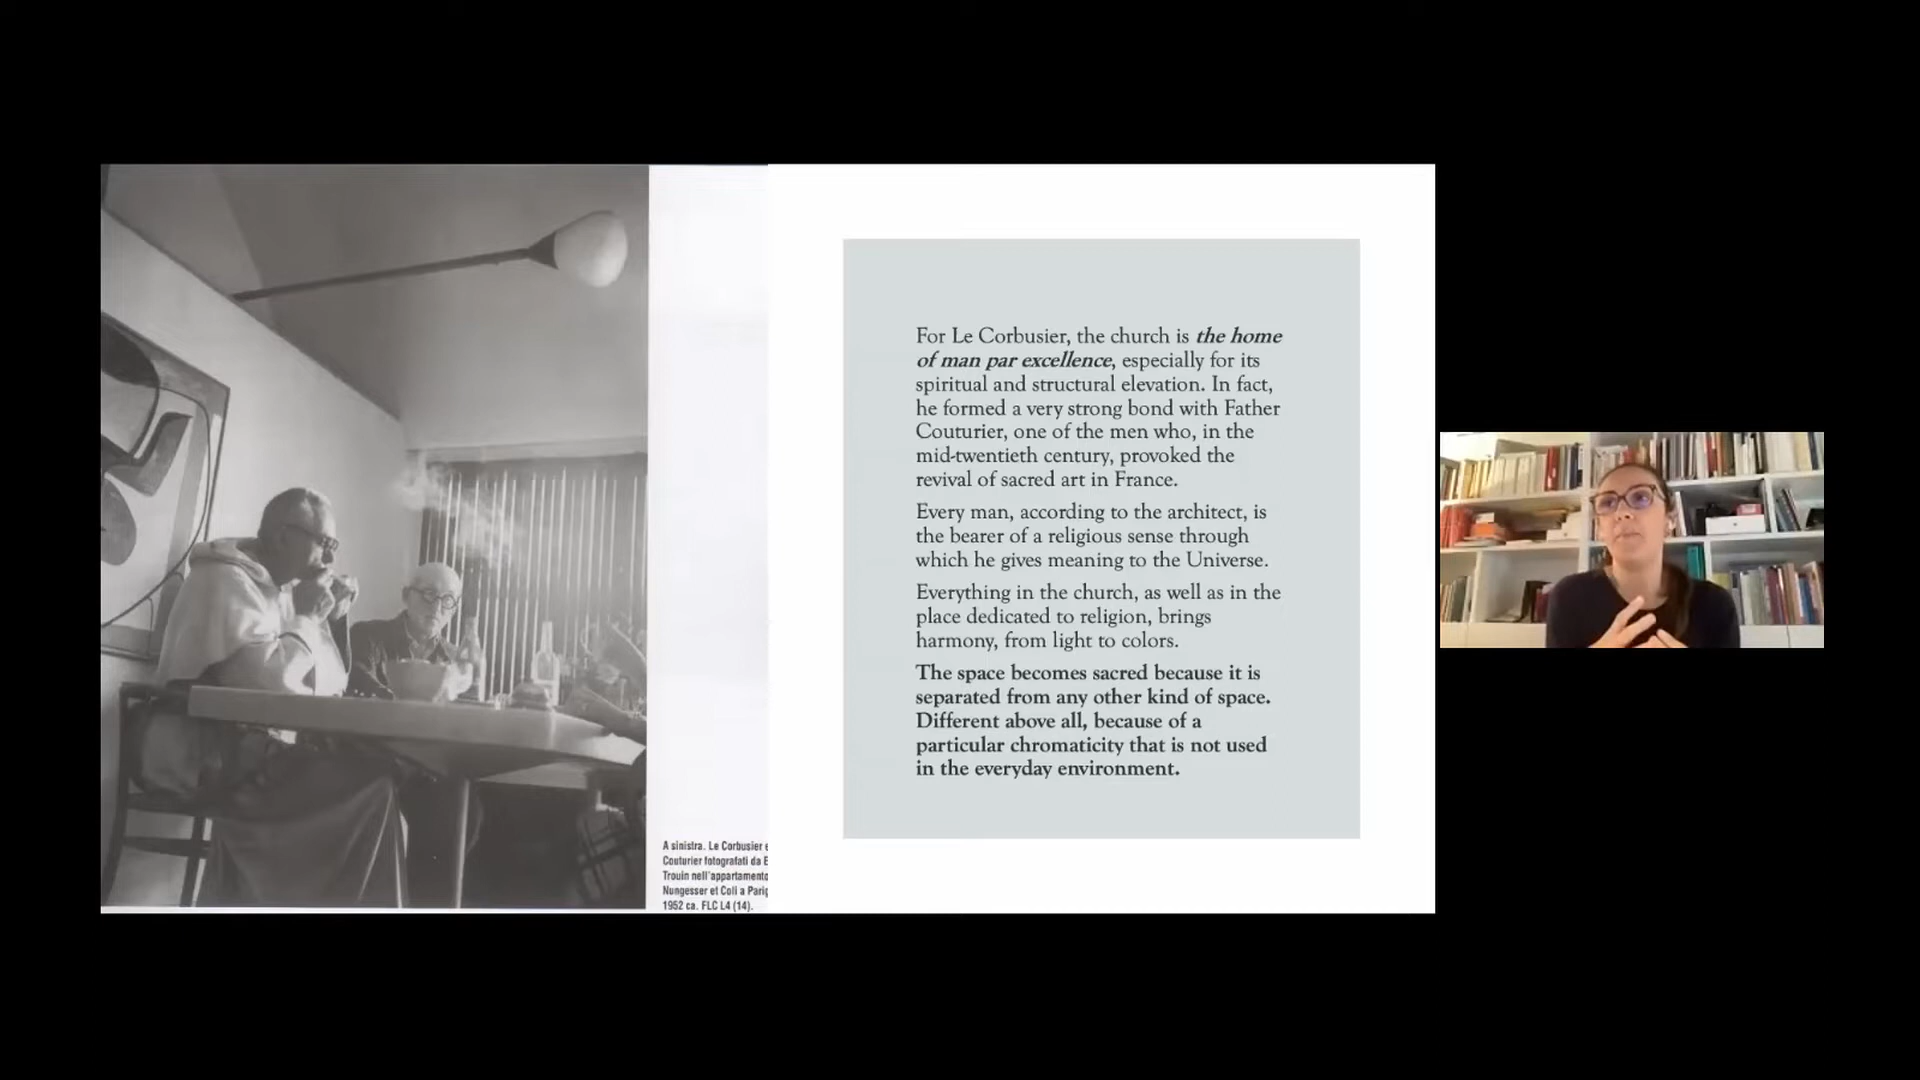 For Le Corbusier, the church is the home
of man par excellence, especially for its
spiritual and structural elevation. In fact,
he formed a very strong bond with Father
Couturier, one of the men who, in the
mid-twentieth century, provoked the
revival of sacred art in France.
Every man, according to the architect, is
the bearer of a religious sense through
which he gives meaning to the Universe.
Everything in the church, as well as in the
place dedicated to religion, brings
harmony, from light to colors.
The space becomes sacred because it is
separated from any other kind of space.
Different above all, because of a
particular chromaticity that is not used
in the everyday environment.
A sinistra. Le Corbusier e
Couturier fotografati da
Trouin nell'appartamento
Nungesser et Coli a
1952 ca. FLC L4 (14).